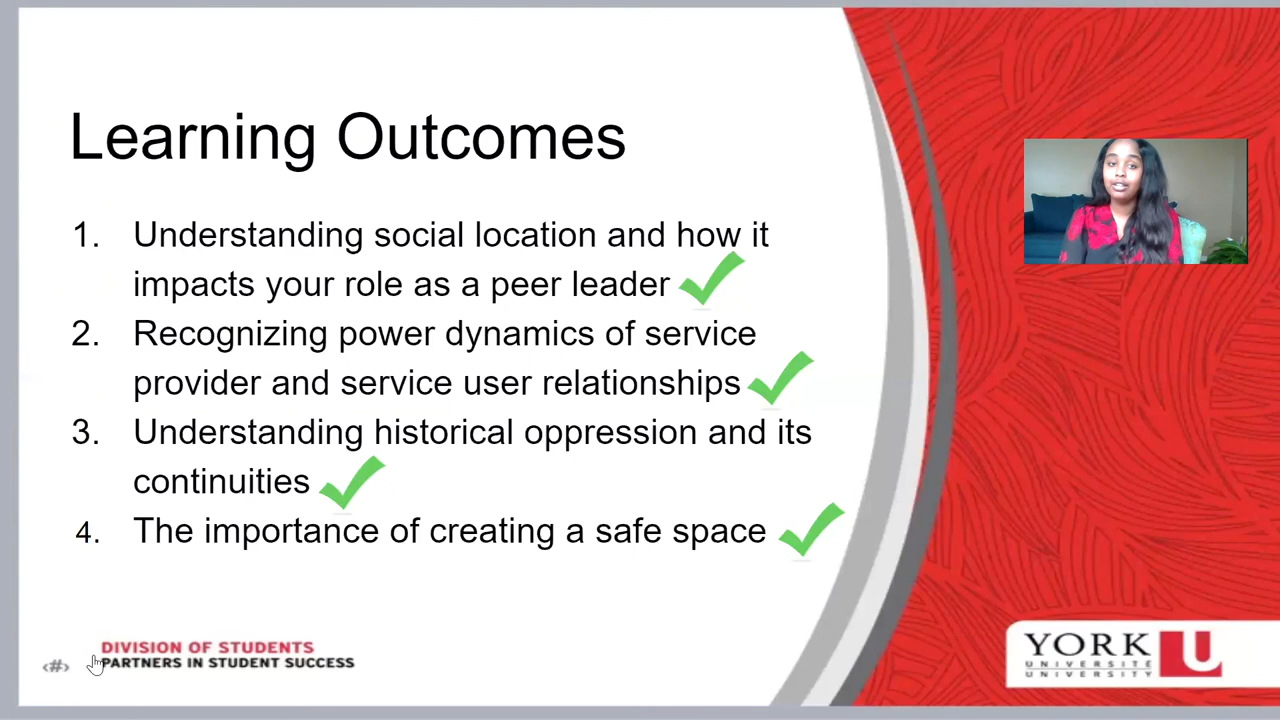 Learning Outcomes
1. Understanding social location and how it
impacts your role as a peer leader
2. Recognizing power dynamics of service
provider and service user relationships
3. Understanding historical oppression and its
continuities
4. The importance of creating a safe space
‹#›
DIVISION OF STUDENTS
PARTNERS IN STUDENT SUCCESS
YORK U
UNIVERSITÉ
UNIVERSITY